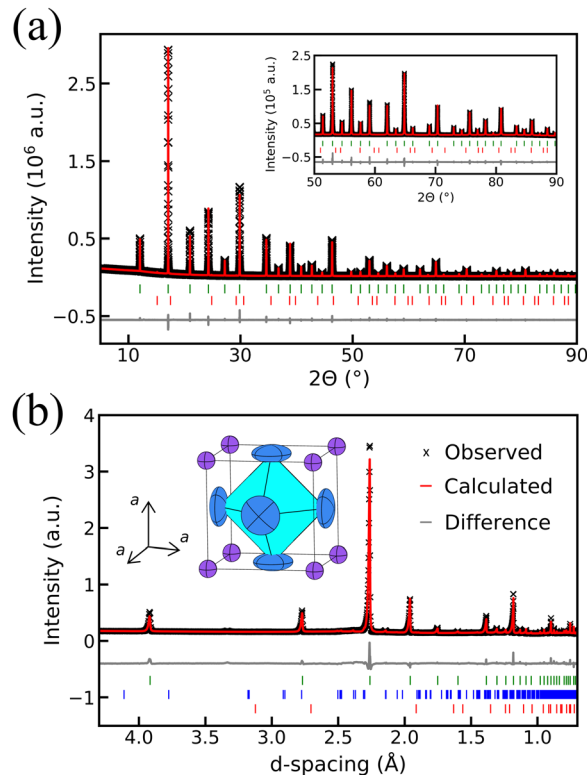 (a)
2.5
1.5
0.5
−0.5
Intensity (10⁶ a.u.)
10 30 50 70 90
2Θ (°)
2.5
1.5
0.5
−0.5
Intensity (10⁵ a.u.)
50 60 70 80 90
2Θ (°)
(b)
4
3
2
1
0
−1
Intensity (a.u.)
a
a
a
Observed
Calculated
Difference
4.0 3.5 3.0 2.5 2.0 1.5 1.0
d-spacing (Å)